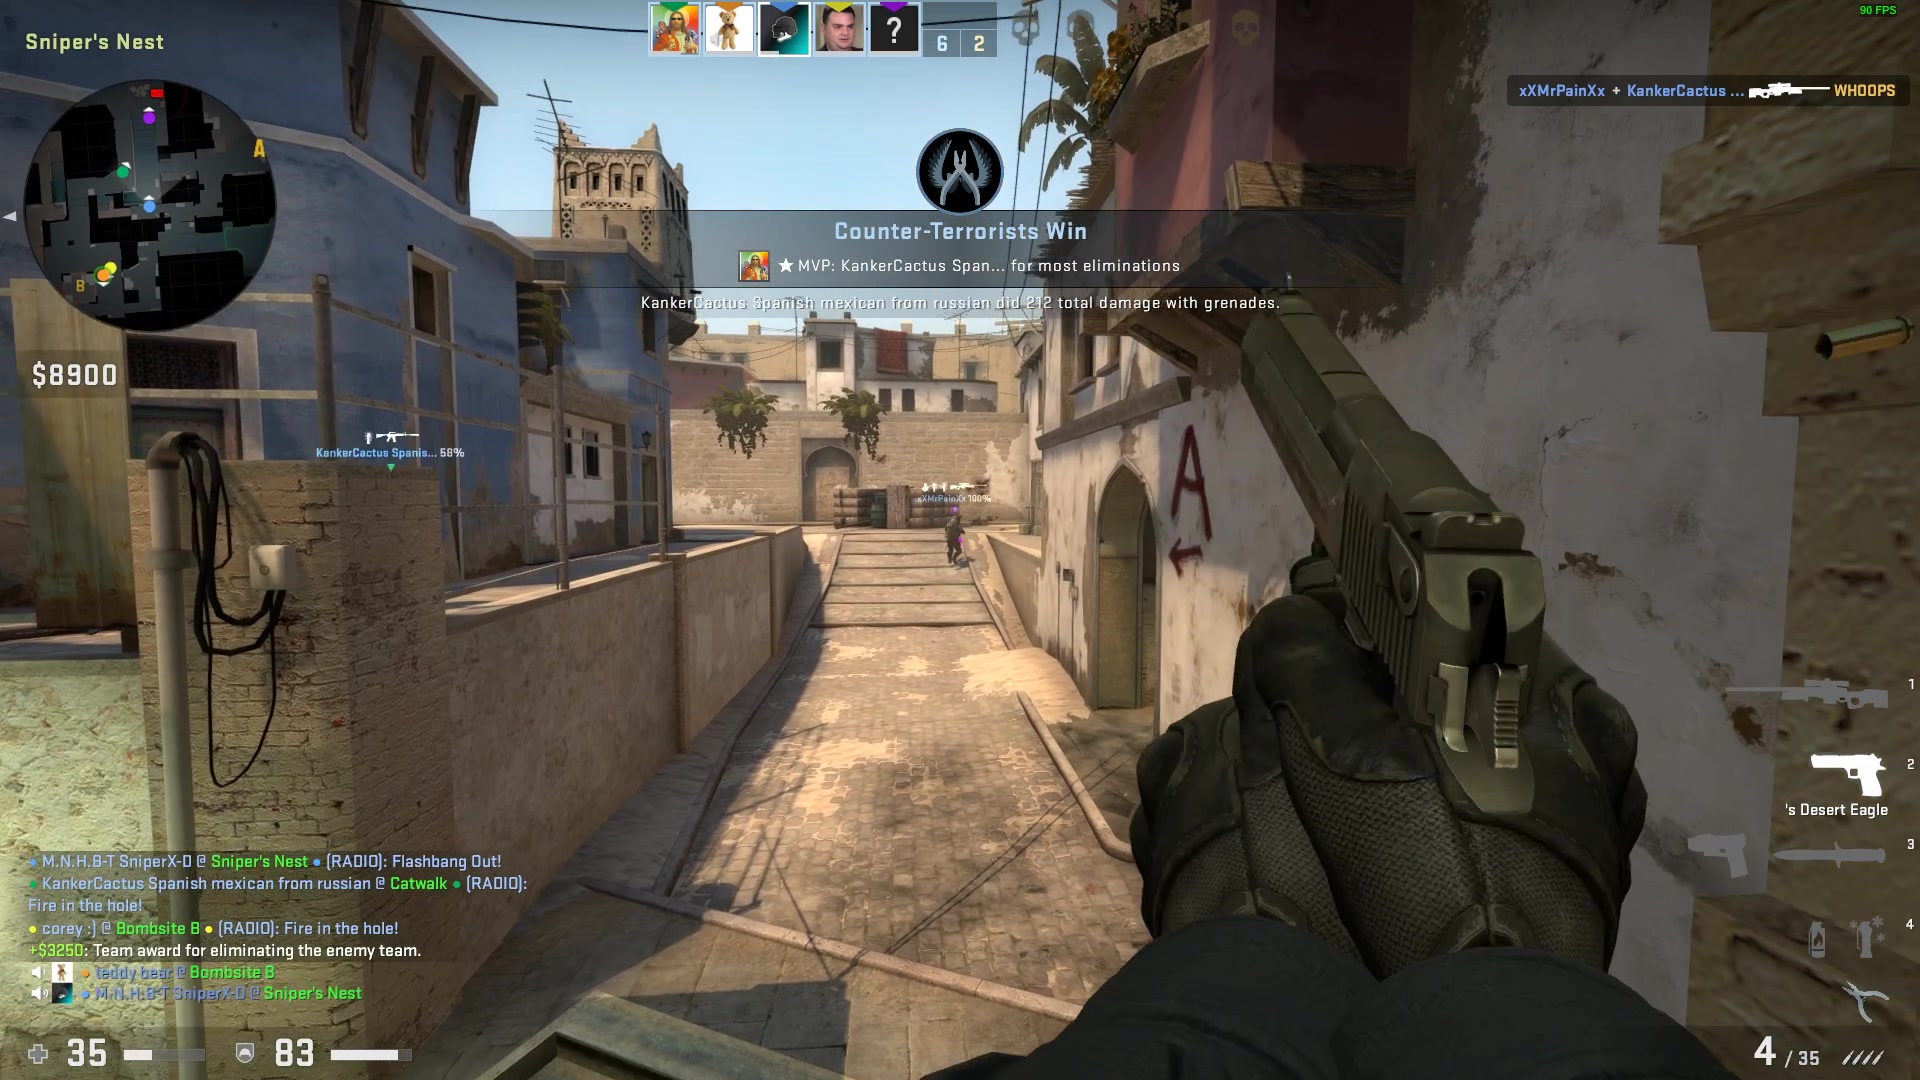 90 FPS
Sniper's Nest
?
6 2
xXMrPainXx + KankerCactus ... WHOOPS
A
Counter-Terrorists Win
★ MVP: KankerCactus Span... for most eliminations
KankerCactus Spanish mexican from russian did 212 total damage with grenades.
B
$8900
KankerCactus Spanis... 58%
xXMrPainXx 100%
A
1
2
's Desert Eagle
3
4
• M.N.H.B-T SniperX-D @ Sniper's Nest • (RADIO): Flashbang Out!
• KankerCactus Spanish mexican from russian @ Catwalk • (RADIO):
Fire in the hole!
• corey :) @ Bombsite B • (RADIO): Fire in the hole!
+$3250: Team award for eliminating the enemy team.
• teddy bear @ Bombsite B
• M.N.H.B-T SniperX-D @ Sniper's Nest
35 83
4 / 35